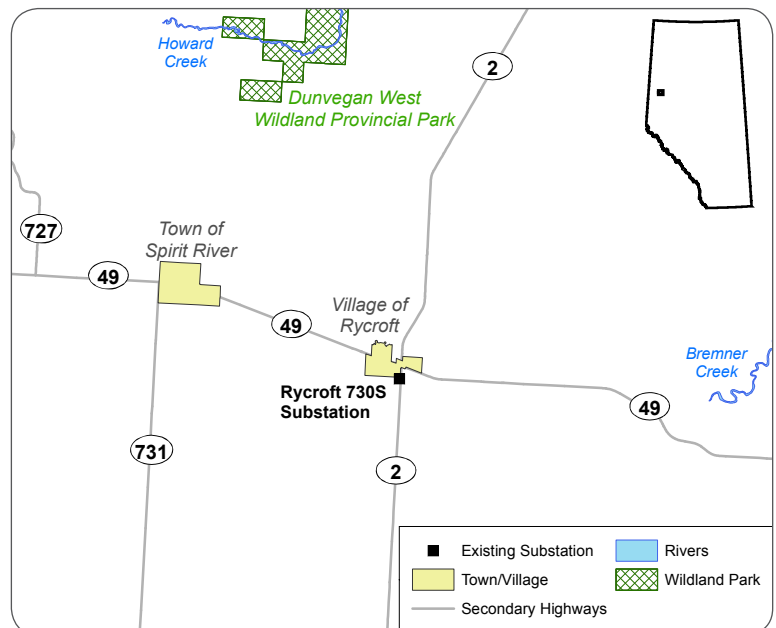 Howard
Creek
2
Dunvegan West
Wildland Provincial Park
727
Town of
Spirit River
49
49
Village of
Rycroft
Bremner
Creek
Rycroft 730S
Substation
49
731
2
Existing Substation
Rivers
Town/Village
Wildland Park
Secondary Highways